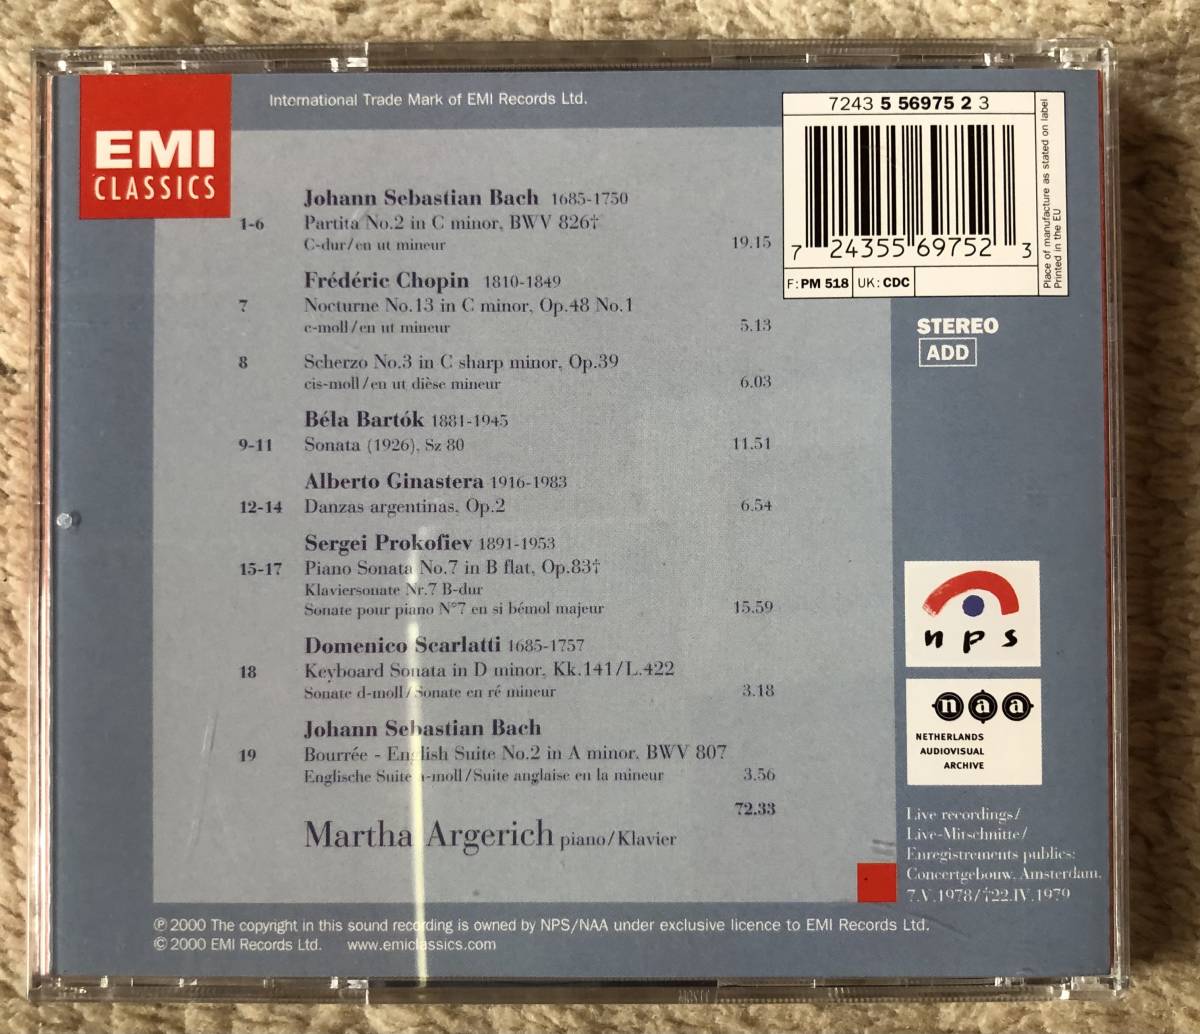 EMI
CLASSICS
International Trade Mark of EMI Records Ltd.
7243 5 56975 2 3
7 24355 69752 3
F: PM 518 UK: CDC
Place of manufacture as stated on label
Printed in the EU
Johann Sebastian Bach 1685-1750
1-6 Partita No.2 in C minor, BWV 826†
C-dur/en ut mineur 19.15
Frédéric Chopin 1810-1849
7 Nocturne No.13 in C minor, Op.48 No.1
c-moll/en ut mineur 5.13
8 Scherzo No.3 in C sharp minor, Op.39
cis-moll/en ut dièse mineur 6.03
Béla Bartók 1881-1945
9-11 Sonata (1926), Sz 80 11.51
Alberto Ginastera 1916-1983
12-14 Danzas argentinas, Op.2 6.54
Sergei Prokofiev 1891-1953
15-17 Piano Sonata No.7 in B flat, Op.83†
Klaviersonate Nr.7 B-dur
Sonate pour piano N°7 en si bémol majeur 15.59
Domenico Scarlatti 1685-1757
18 Keyboard Sonata in D minor, Kk.141/L.422
Sonate d-moll/Sonate en ré mineur 3.18
Johann Sebastian Bach
19 Bourrée - English Suite No.2 in A minor, BWV 807
Englische Suite a-moll/Suite anglaise en la mineur 3.56
72.33
Martha Argerich piano/Klavier
STEREO
ADD
nps
naa
NETHERLANDS
AUDIOVISUAL
ARCHIVE
Live recordings/
Live-Mitschnitte/
Enregistrements publics:
Concertgebouw, Amsterdam,
7.V.1978/†22.IV.1979
℗ 2000 The copyright in this sound recording is owned by NPS/NAA under exclusive licence to EMI Records Ltd.
© 2000 EMI Records Ltd. www.emiclassics.com